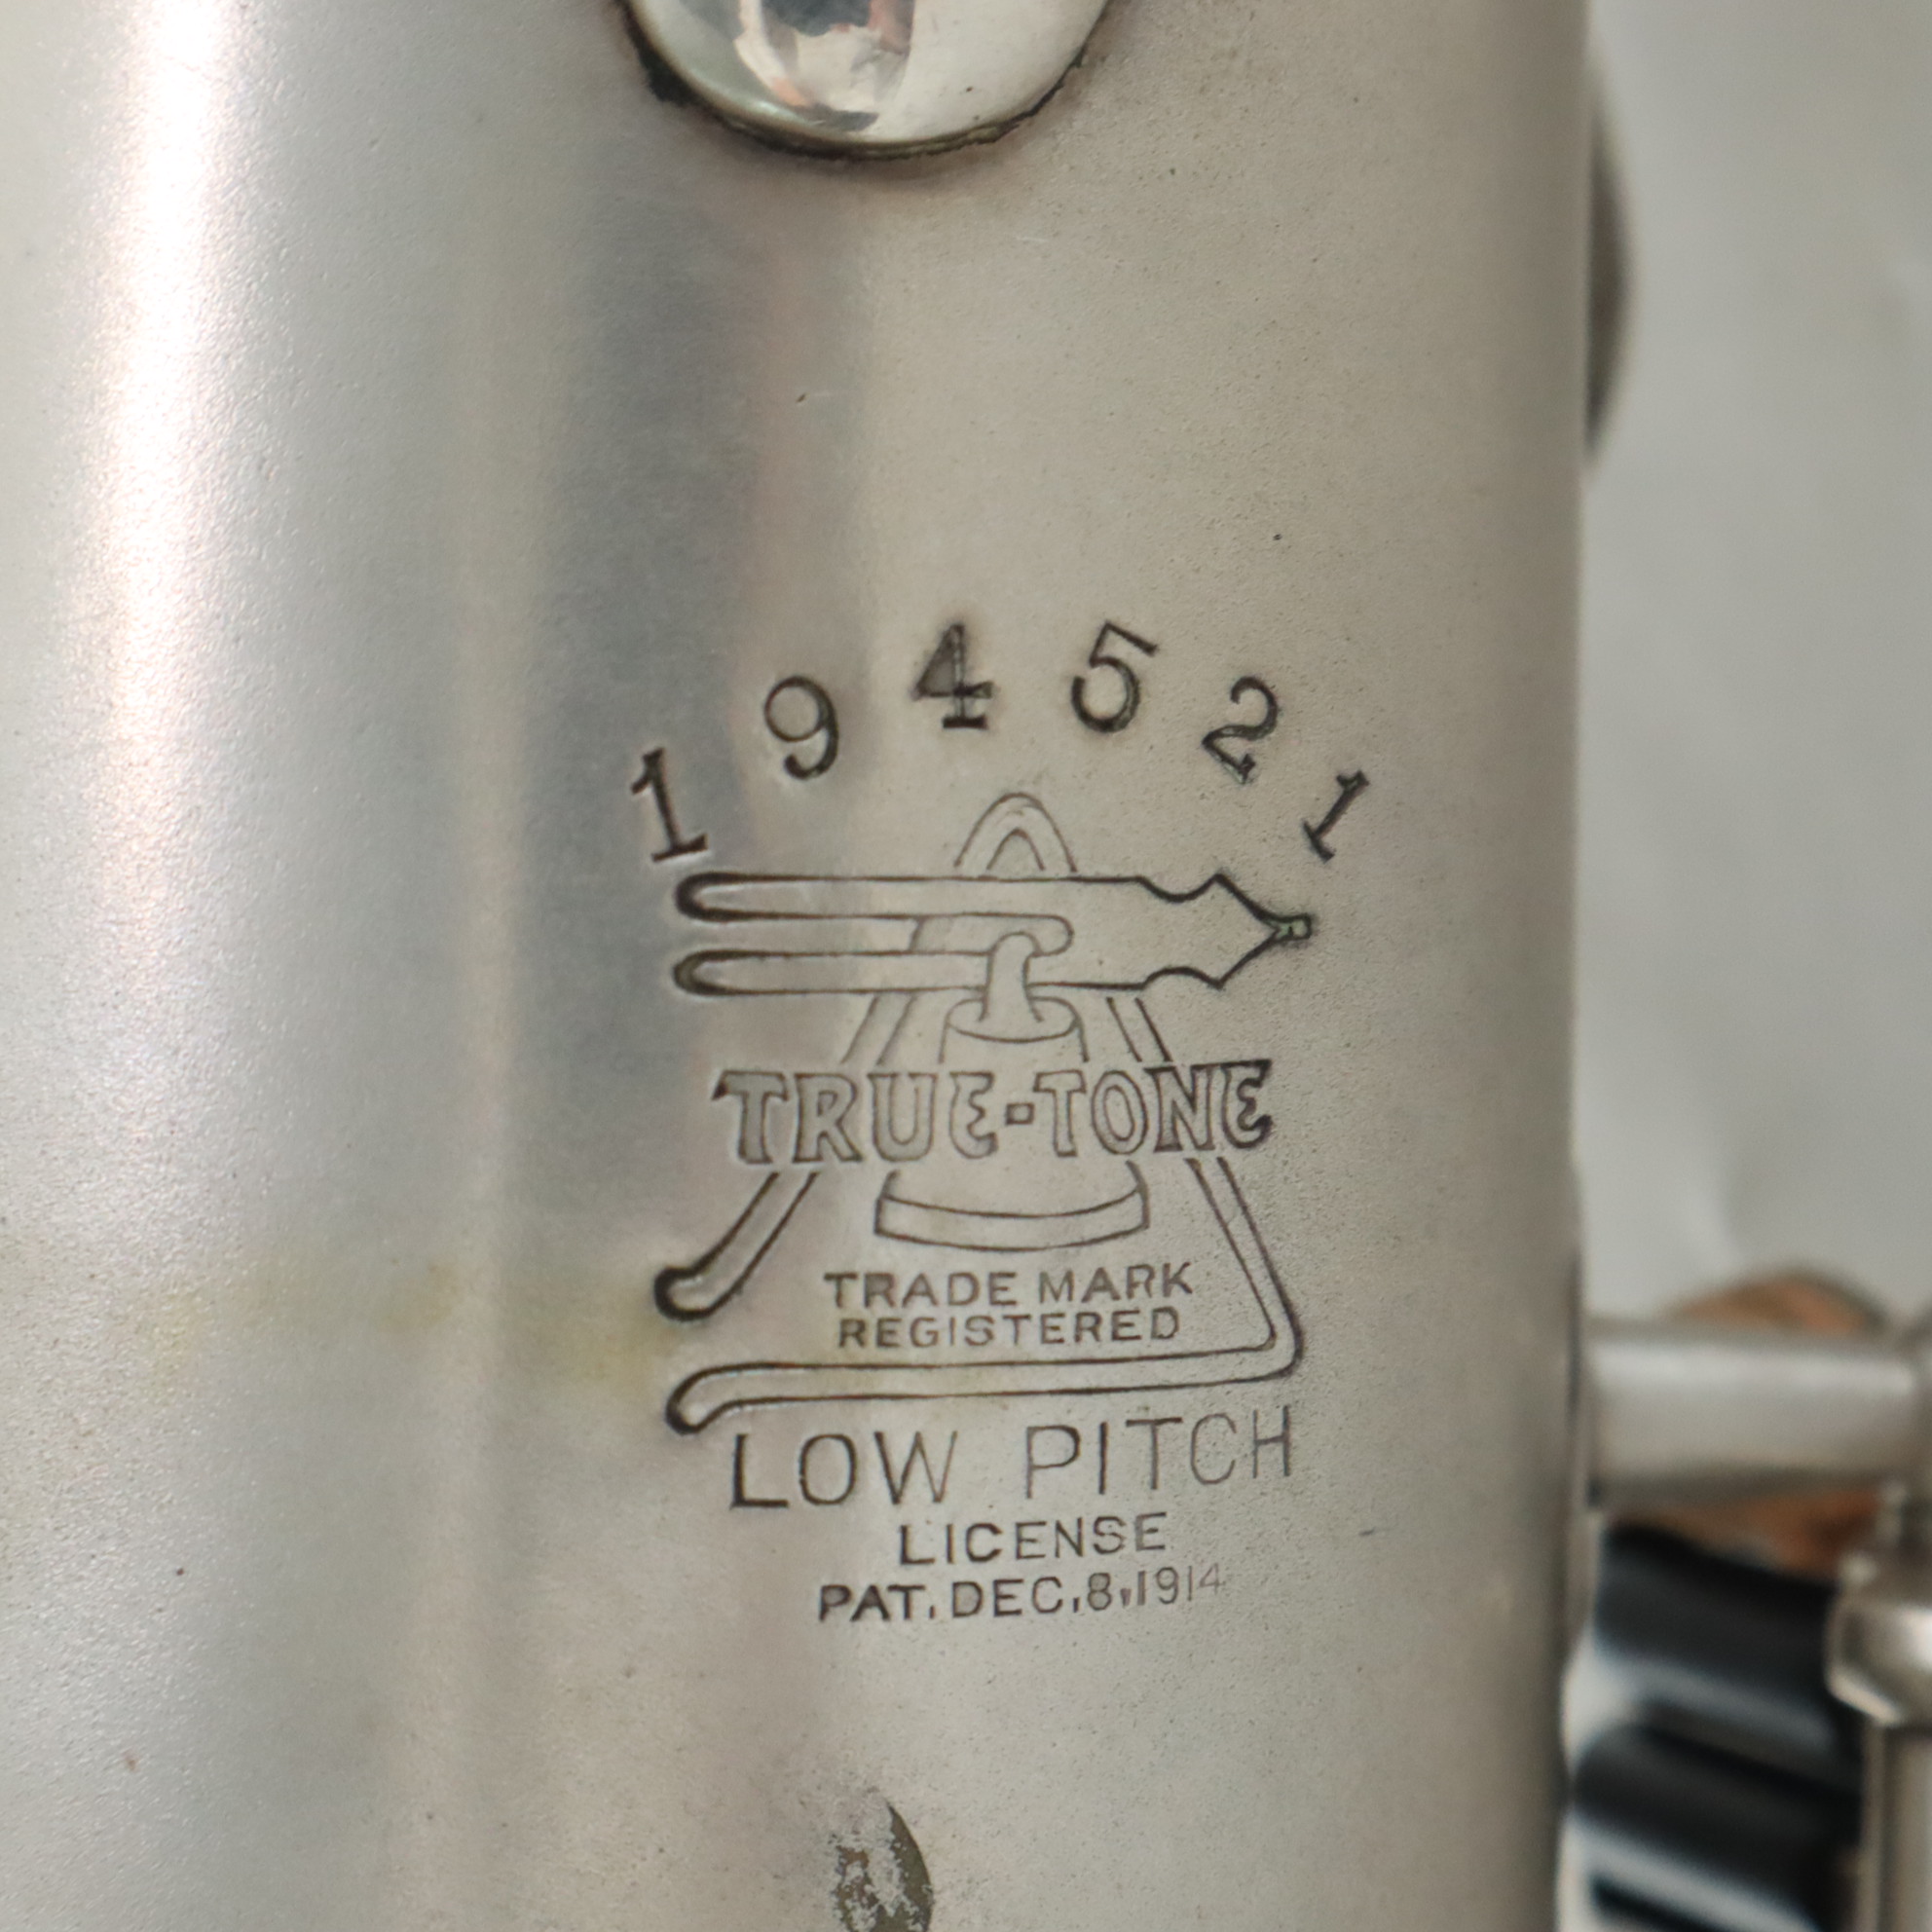 194521
TRUE-TONE
TRADE MARK
REGISTERED
LOW PITCH
LICENSE
PAT. DEC. 8, 1914